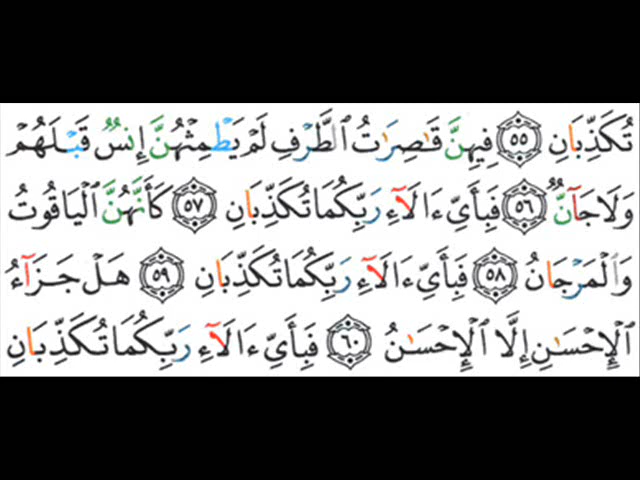 تُكَذِّبَانِ ٥٥ فِيهِنَّ قَٰصِرَٰتُ ٱلطَّرْفِ لَمْ يَطْمِثْهُنَّ إِنسٌ قَبْلَهُمْ
وَلَا جَآنٌّ ٥٦ فَبِأَىِّ ءَالَآءِ رَبِّكُمَا تُكَذِّبَانِ ٥٧ كَأَنَّهُنَّ ٱلْيَاقُوتُ
وَٱلْمَرْجَانُ ٥٨ فَبِأَىِّ ءَالَآءِ رَبِّكُمَا تُكَذِّبَانِ ٥٩ هَلْ جَزَآءُ
ٱلْإِحْسَٰنِ إِلَّا ٱلْإِحْسَٰنُ ٦٠ فَبِأَىِّ ءَالَآءِ رَبِّكُمَا تُكَذِّبَانِ